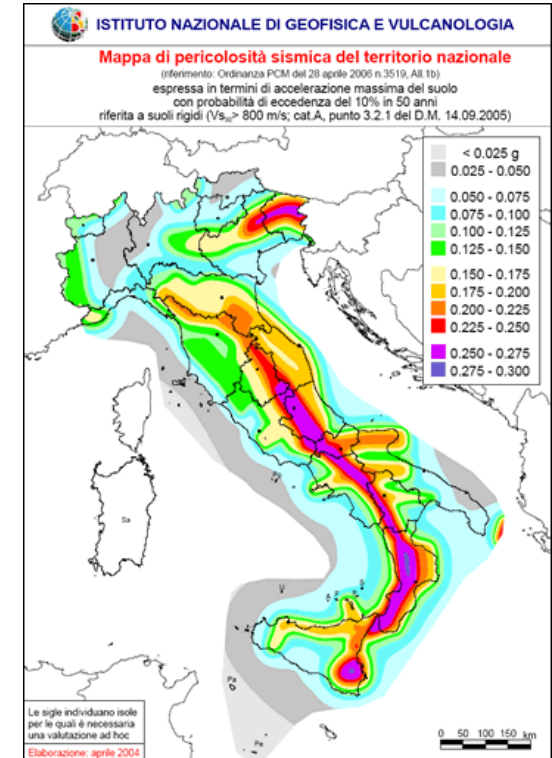 ISTITUTO NAZIONALE DI GEOFISICA E VULCANOLOGIA
Mappa di pericolosità sismica del territorio nazionale
(riferimento: Ordinanza PCM del 28 aprile 2006 n.3519, All.1b)
espressa in termini di accelerazione massima del suolo
con probabilità di eccedenza del 10% in 50 anni
riferita a suoli rigidi (Vs₃₀> 800 m/s; cat.A, punto 3.2.1 del D.M. 14.09.2005)
< 0.025 g
0.025 - 0.050
0.050 - 0.075
0.075 - 0.100
0.100 - 0.125
0.125 - 0.150
0.150 - 0.175
0.175 - 0.200
0.200 - 0.225
0.225 - 0.250
0.250 - 0.275
0.275 - 0.300
Sa
U
Pa
Pe
Le sigle individuano isole
per le quali è necessaria
una valutazione ad hoc
Elaborazione: aprile 2004
0 50 100 150 km